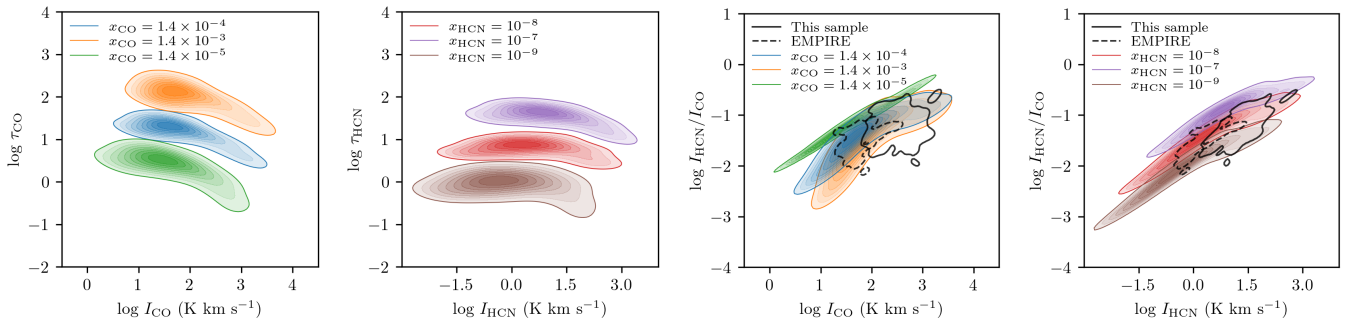 4
3
2
1
0
−1
−2
log τCO
xCO = 1.4 × 10−4
xCO = 1.4 × 10−3
xCO = 1.4 × 10−5
0
1
2
3
4
log ICO (K km s−1)
4
3
2
1
0
−1
−2
log τHCN
xHCN = 10−8
xHCN = 10−7
xHCN = 10−9
−1.5
0.0
1.5
3.0
log IHCN (K km s−1)
1
0
−1
−2
−3
−4
log IHCN/ICO
This sample
EMPIRE
xCO = 1.4 × 10−4
xCO = 1.4 × 10−3
xCO = 1.4 × 10−5
0
1
2
3
4
log ICO (K km s−1)
1
0
−1
−2
−3
−4
log IHCN/ICO
This sample
EMPIRE
xHCN = 10−8
xHCN = 10−7
xHCN = 10−9
−1.5
0.0
1.5
3.0
log IHCN (K km s−1)